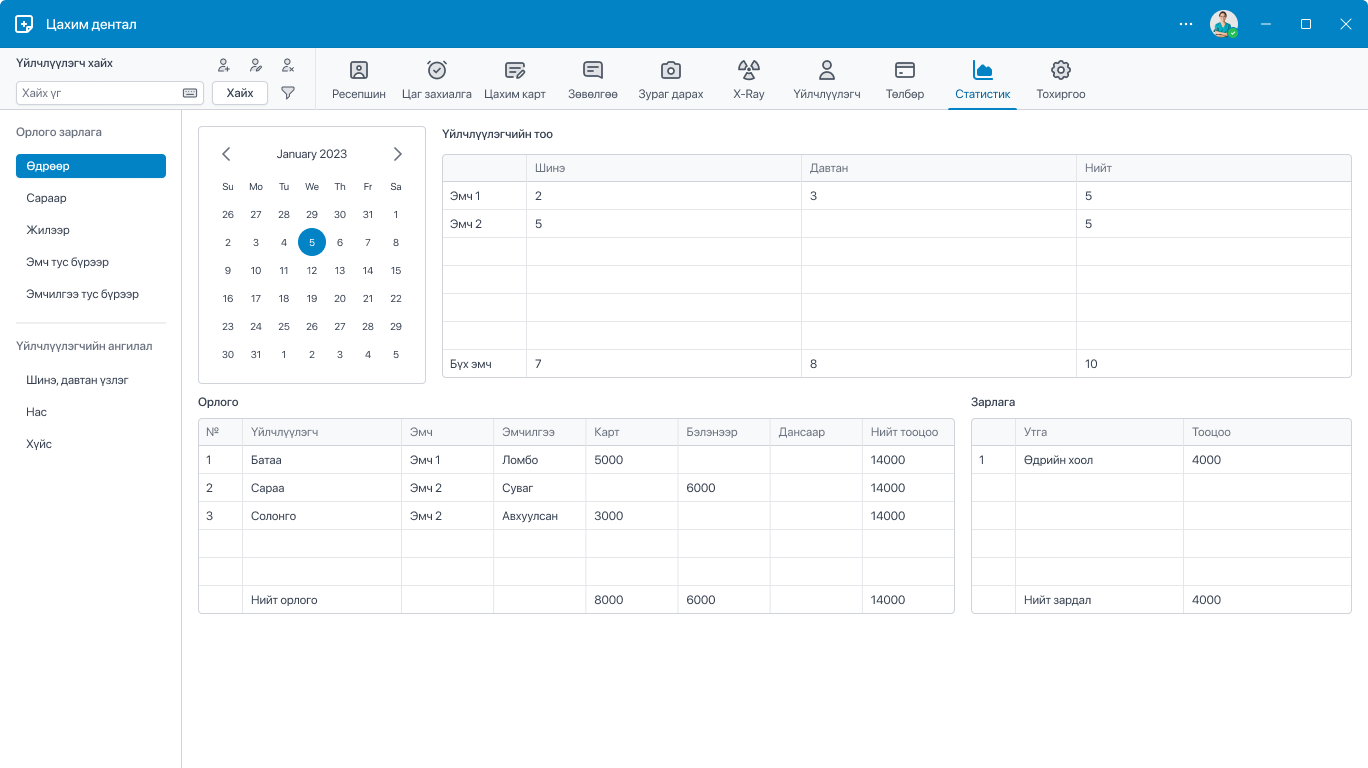 Цахим дентал
Үйлчлүүлэгч хайх
Хайх үг
Хайх
Ресепшин
Цаг захиалга
Цахим карт
Зөвөлгөө
Зураг дарах
X-Ray
Үйлчлүүлэгч
Төлбөр
Статистик
Тохиргоо
Орлого зарлага
Өдрөөр
Сараар
Жилээр
Эмч тус бүрээр
Эмчилгээ тус бүрээр
Үйлчлүүлэгчийн ангилал
Шинэ, давтан үзлэг
Нас
Хүйс
January 2023
Su Mo Tu We Th Fr Sa
26 27 28 29 30 31 1
2 3 4 5 6 7 8
9 10 11 12 13 14 15
16 17 18 19 20 21 22
23 24 25 26 27 28 29
30 31 1 2 3 4 5
Үйлчлүүлэгчийн тоо
Шинэ Давтан Нийт
Эмч 1 2 3 5
Эмч 2 5 5
Бүх эмч 7 8 10
Орлого
№ Үйлчлүүлэгч Эмч Эмчилгээ Карт Бэлэнээр Дансаар Нийт тооцоо
1 Батаа Эмч 1 Ломбо 5000 14000
2 Сараа Эмч 2 Суваг 6000 14000
3 Солонго Эмч 2 Авхуулсан 3000 14000
Нийт орлого 8000 6000 14000
Зарлага
Утга Тооцоо
1 Өдрийн хоол 4000
Нийт зардал 4000